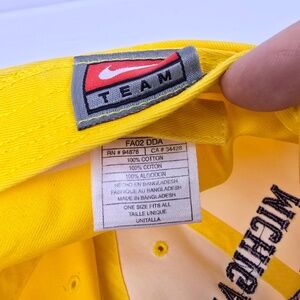 TEAM
FA02 DDA
RN # 94878 CA # 34428
100% COTTON
100% COTON
100% ALGODON
HECHO EN BANGLADESH
FABRIQUE AU BANGLADESH
MADE IN BANGLADESH
ONE SIZE FITS ALL
TAILLE UNIQUE
UNITALLA
MICHIG